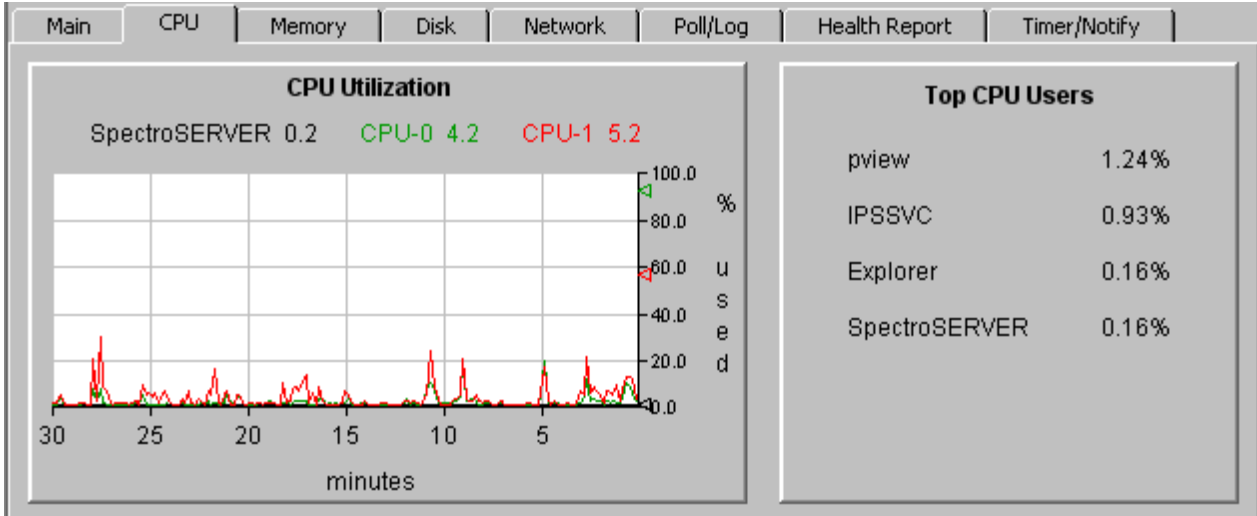 Main CPU Memory Disk Network Poll/Log Health Report Timer/Notify
CPU Utilization
SpectroSERVER 0.2 CPU-0 4.2 CPU-1 5.2
100.0
80.0
60.0
40.0
20.0
0.0
% used
30 25 20 15 10 5
minutes
Top CPU Users
pview 1.24%
IPSSVC 0.93%
Explorer 0.16%
SpectroSERVER 0.16%